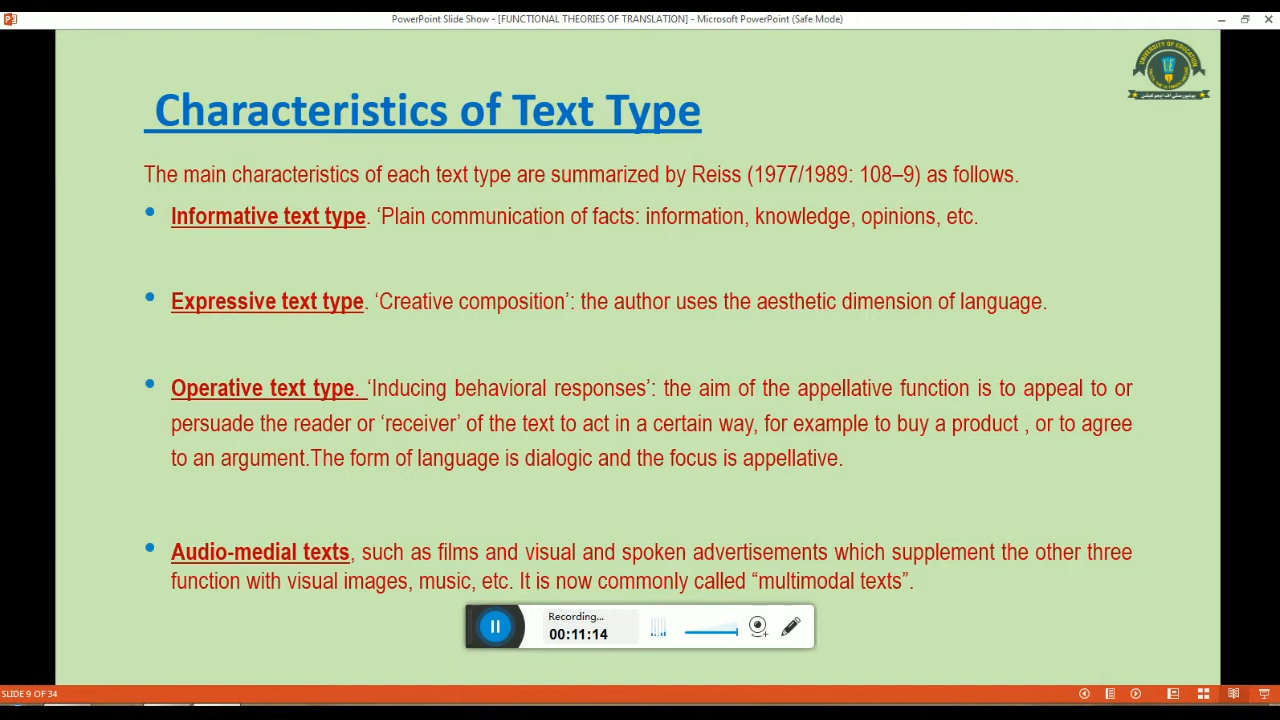 PowerPoint Slide Show - [FUNCTIONAL THEORIES OF TRANSLATION] - Microsoft PowerPoint (Safe Mode)
UNIVERSITY OF EDUCATION
Characteristics of Text Type
The main characteristics of each text type are summarized by Reiss (1977/1989: 108–9) as follows.
• Informative text type. ‘Plain communication of facts: information, knowledge, opinions, etc.
• Expressive text type. ‘Creative composition’: the author uses the aesthetic dimension of language.
• Operative text type. ‘Inducing behavioral responses’: the aim of the appellative function is to appeal to or
persuade the reader or ‘receiver’ of the text to act in a certain way, for example to buy a product , or to agree
to an argument.The form of language is dialogic and the focus is appellative.
• Audio-medial texts, such as films and visual and spoken advertisements which supplement the other three
function with visual images, music, etc. It is now commonly called “multimodal texts”.
Recording...
00:11:14
SLIDE 9 OF 34